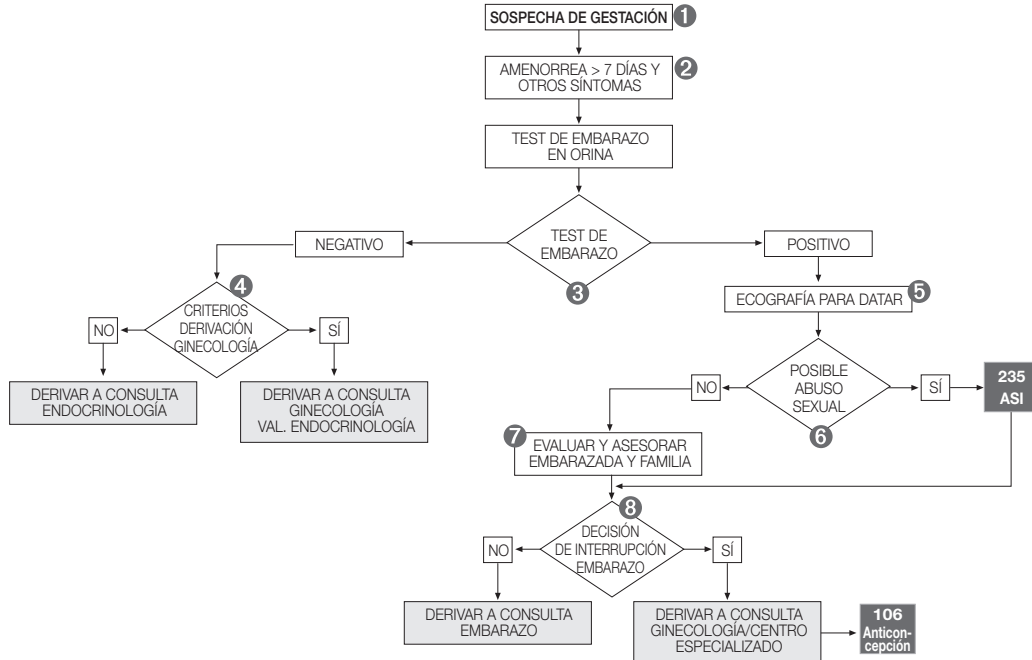 SOSPECHA DE GESTACIÓN 1
AMENORREA > 7 DÍAS Y 2
OTROS SÍNTOMAS
TEST DE EMBARAZO
EN ORINA
TEST DE
EMBARAZO
3
NEGATIVO
POSITIVO
4
CRITERIOS
DERIVACIÓN
GINECOLOGÍA
NO
SÍ
DERIVAR A CONSULTA
ENDOCRINOLOGÍA
DERIVAR A CONSULTA
GINECOLOGÍA
VAL. ENDOCRINOLOGÍA
ECOGRAFÍA PARA DATAR 5
POSIBLE
ABUSO
SEXUAL
6
NO
SÍ
235
ASI
7 EVALUAR Y ASESORAR
EMBARAZADA Y FAMILIA
8
DECISIÓN
DE INTERRUPCIÓN
EMBARAZO
NO
SÍ
DERIVAR A CONSULTA
EMBARAZO
DERIVAR A CONSULTA
GINECOLOGÍA/CENTRO
ESPECIALIZADO
106
Anticon-
cepción